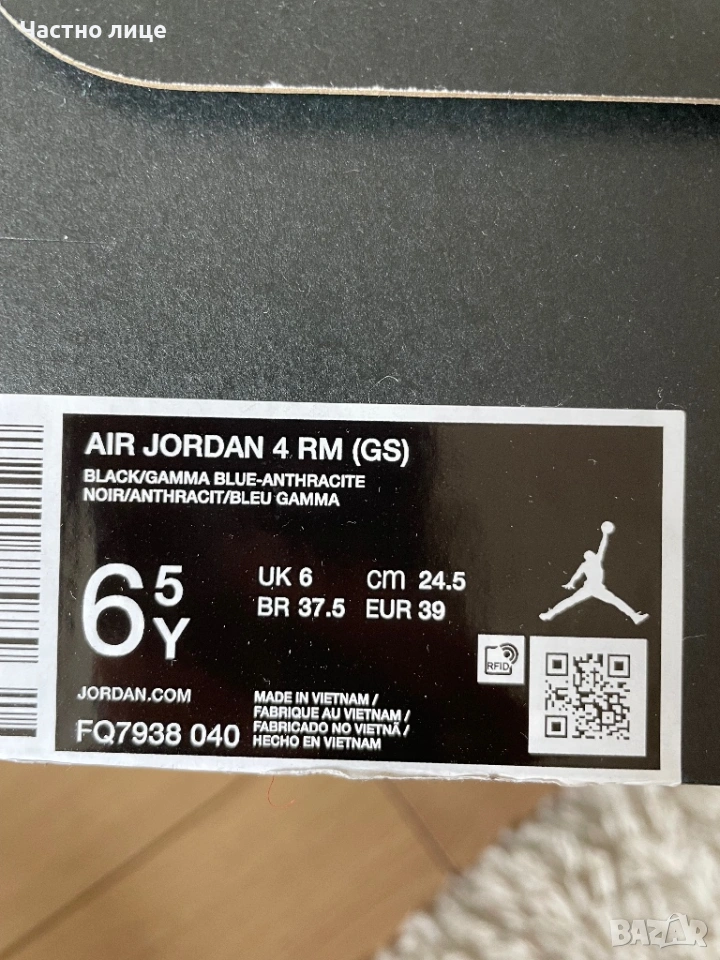 Частно лице
AIR JORDAN 4 RM (GS)
BLACK/GAMMA BLUE-ANTHRACITE
NOIR/ANTHRACIT/BLEU GAMMA
6 5 Y
UK 6 cm 24.5
BR 37.5 EUR 39
RFID
JORDAN.COM
FQ7938 040
MADE IN VIETNAM /
FABRIQUE AU VIETNAM /
FABRICADO NO VIETNÃ /
HECHO EN VIETNAM
BAZAR